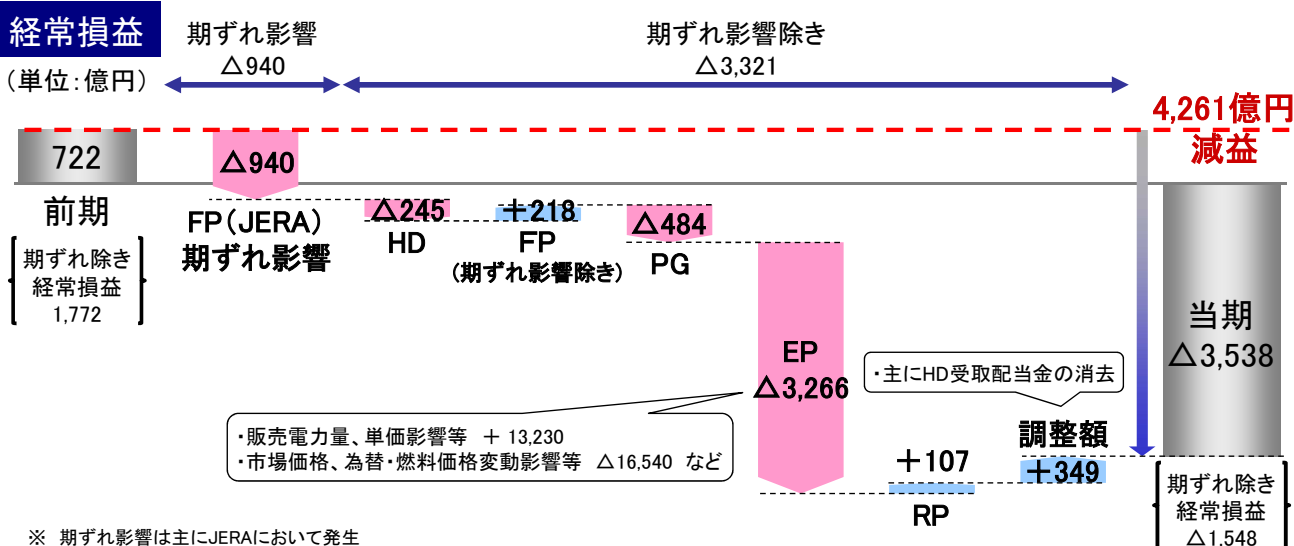 経常損益
(単位：億円)
期ずれ影響
△940
期ずれ影響除き
△3,321
4,261億円
減益
722
前期
期ずれ除き
経常損益
1,772
△940
FP(JERA)
期ずれ影響
△245
HD
＋218
FP
(期ずれ影響除き)
△484
PG
EP
△3,266
・販売電力量、単価影響等 ＋13,230
・市場価格、為替・燃料価格変動影響等 △16,540 など
＋107
RP
・主にHD受取配当金の消去
調整額
＋349
当期
△3,538
期ずれ除き
経常損益
△1,548
※ 期ずれ影響は主にJERAにおいて発生